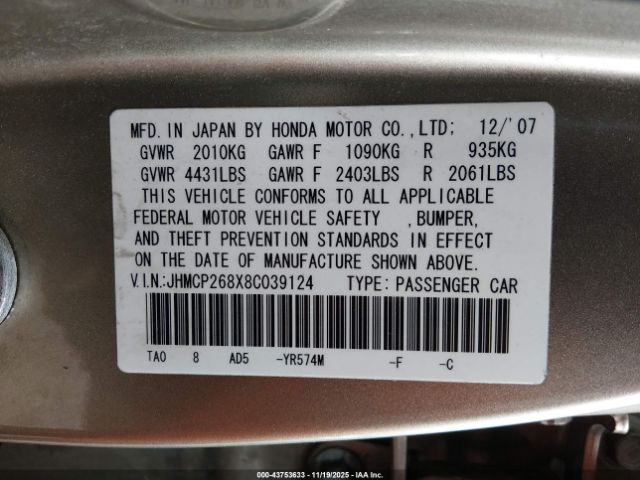 MFD. IN JAPAN BY HONDA MOTOR CO.,LTD; 12/'07
GVWR 2010KG GAWR F 1090KG R 935KG
GVWR 4431LBS GAWR F 2403LBS R 2061LBS
THIS VEHICLE CONFORMS TO ALL APPLICABLE
FEDERAL MOTOR VEHICLE SAFETY ,BUMPER,
AND THEFT PREVENTION STANDARDS IN EFFECT
ON THE DATE OF MANUFACTURE SHOWN ABOVE.
V.I.N.:JHMCP268X8C039124 TYPE: PASSENGER CAR
TA0 8 AD5 -YR574M -F -C
000-43753633 - 11/19/2025 - IAA Inc.